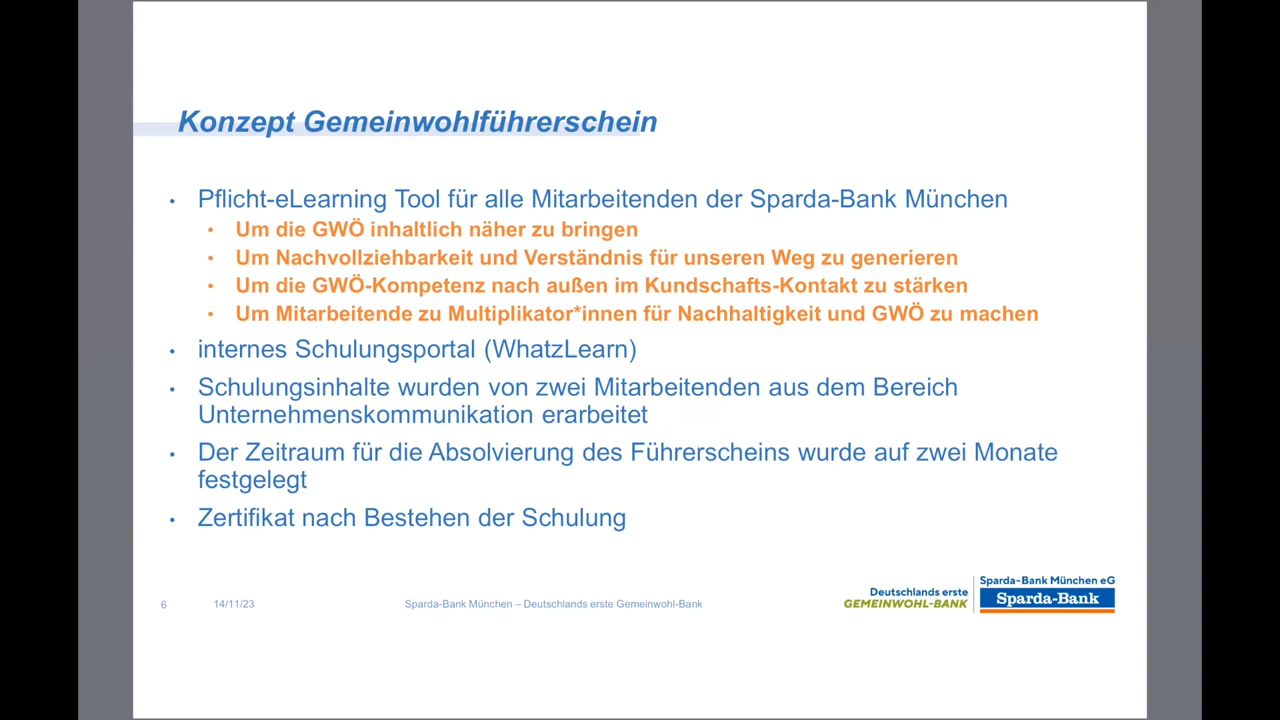 Konzept Gemeinwohlführerschein
• Pflicht-eLearning Tool für alle Mitarbeitenden der Sparda-Bank München
• Um die GWÖ inhaltlich näher zu bringen
• Um Nachvollziehbarkeit und Verständnis für unseren Weg zu generieren
• Um die GWÖ-Kompetenz nach außen im Kundschafts-Kontakt zu stärken
• Um Mitarbeitende zu Multiplikator*innen für Nachhaltigkeit und GWÖ zu machen
• internes Schulungsportal (WhatzLearn)
• Schulungsinhalte wurden von zwei Mitarbeitenden aus dem Bereich
Unternehmenskommunikation erarbeitet
• Der Zeitraum für die Absolvierung des Führerscheins wurde auf zwei Monate
festgelegt
• Zertifikat nach Bestehen der Schulung
6 14/11/23 Sparda-Bank München – Deutschlands erste Gemeinwohl-Bank
Deutschlands erste
GEMEINWOHL-BANK
Sparda-Bank München eG
Sparda-Bank